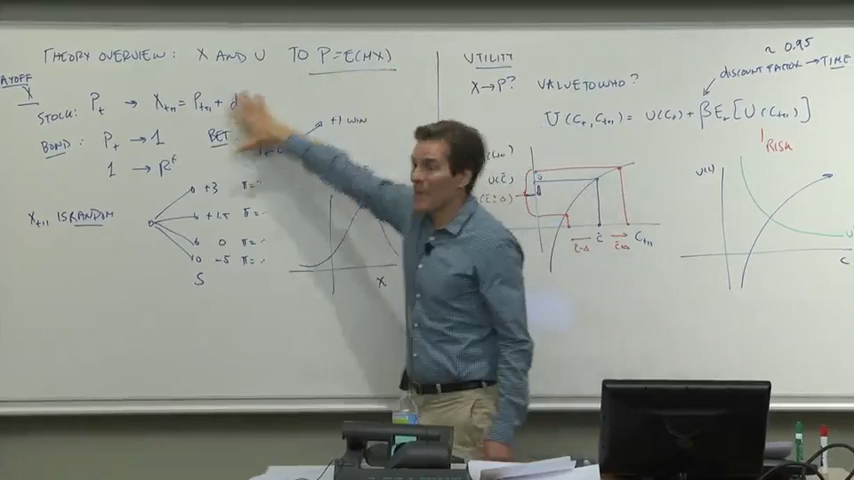 THEORY OVERVIEW: X AND U TO P=E(MX)
PAYOFF
X
STOCK: Pt → Xt+1 = Pt+1 + d
BOND: Pt → 1
1 → R^f
BET
+1 WIN
Xt+1 IS RANDOM
+3 π=
+1.5 π=
0 π=
-5 π=
S
X
UTILITY
X→P? VALUE TO WHO?
~ 0.95
DISCOUNT FACTOR → TIME
U(Ct, Ct+1) = U(Ct) + βEt[U(Ct+1)]
RISK
U(c̄)
c̄-Δ c̄ c̄+Δ Ct+1
U(c)
U'
C